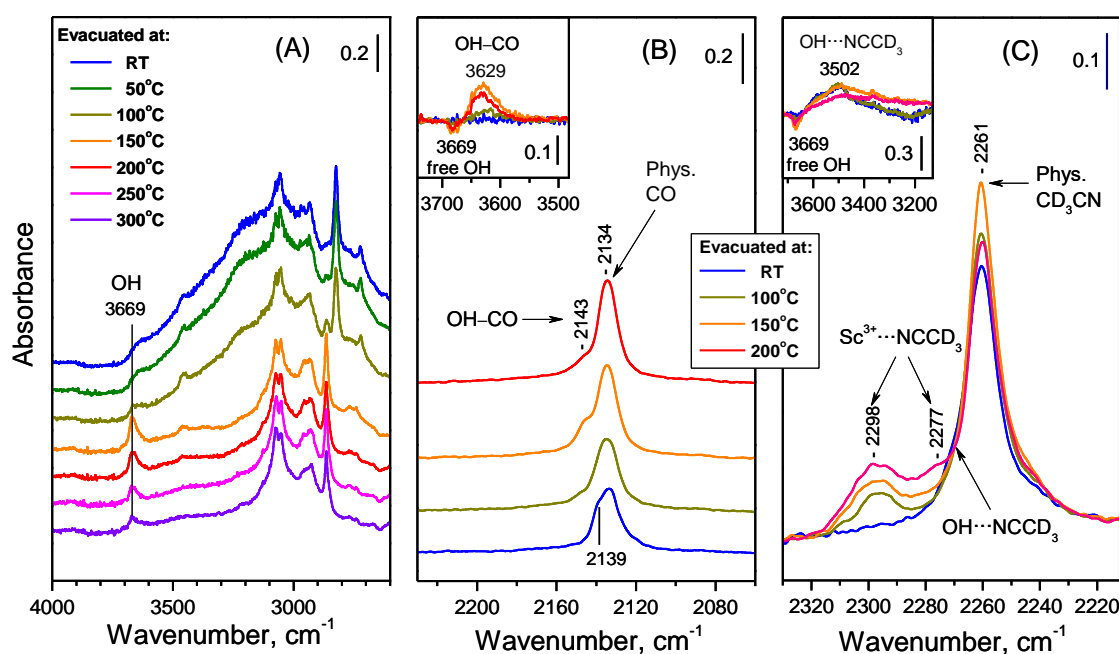 Absorbance
(A)
Evacuated at:
RT
50°C
100°C
150°C
200°C
250°C
300°C
0.2
OH
3669
4000 3500 3000
Wavenumber, cm⁻¹
(B)
0.2
OH–CO
3629
3669
free OH
0.1
3700 3600 3500
Phys.
CO
2134
2143
OH–CO
2139
Evacuated at:
RT
100°C
150°C
200°C
2200 2160 2120 2080
Wavenumber, cm⁻¹
(C)
0.1
OH···NCCD₃
3502
3669
free OH
0.3
3600 3400 3200
2261
Phys.
CD₃CN
Sc³⁺···NCCD₃
2298
2277
OH···NCCD₃
2320 2300 2280 2260 2240 2220
Wavenumber, cm⁻¹